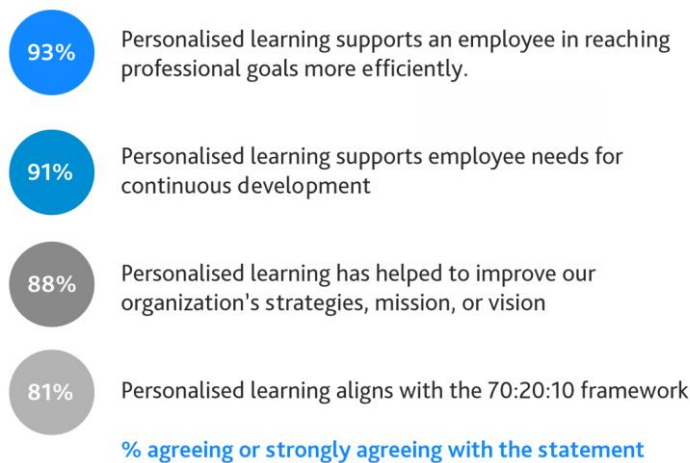 93%
Personalised learning supports an employee in reaching
professional goals more efficiently.
91%
Personalised learning supports employee needs for
continuous development
88%
Personalised learning has helped to improve our
organization's strategies, mission, or vision
81%
Personalised learning aligns with the 70:20:10 framework
% agreeing or strongly agreeing with the statement